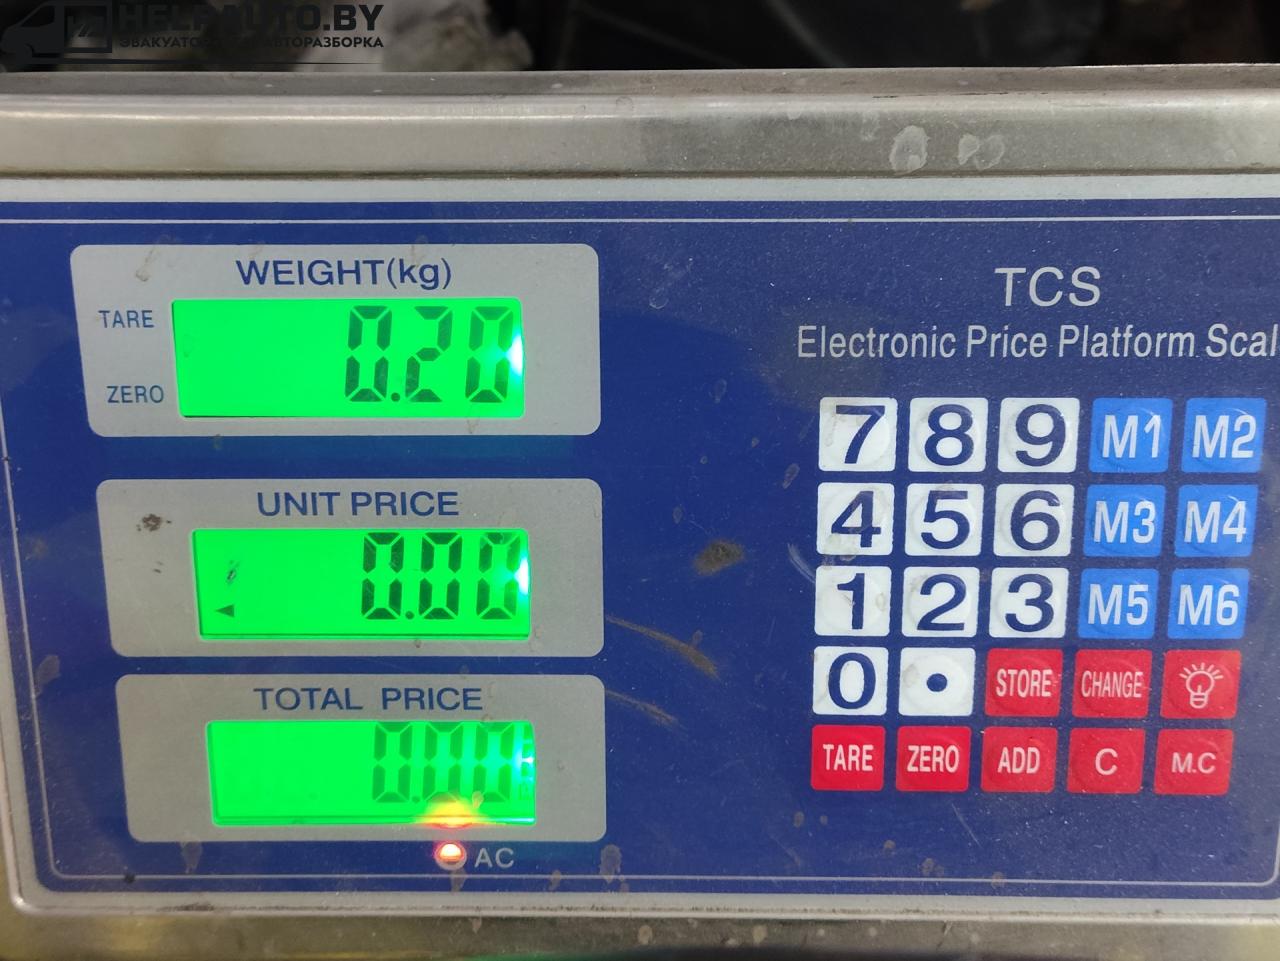 HELPAUTO.BY
WEIGHT(kg)
TARE
0.20
ZERO
UNIT PRICE
0.00
TOTAL PRICE
0.00
AC
TCS
Electronic Price Platform Scal
7 8 9 M1 M2
4 5 6 M3 M4
1 2 3 M5 M6
0 • STORE CHANGE
TARE ZERO ADD C M.C